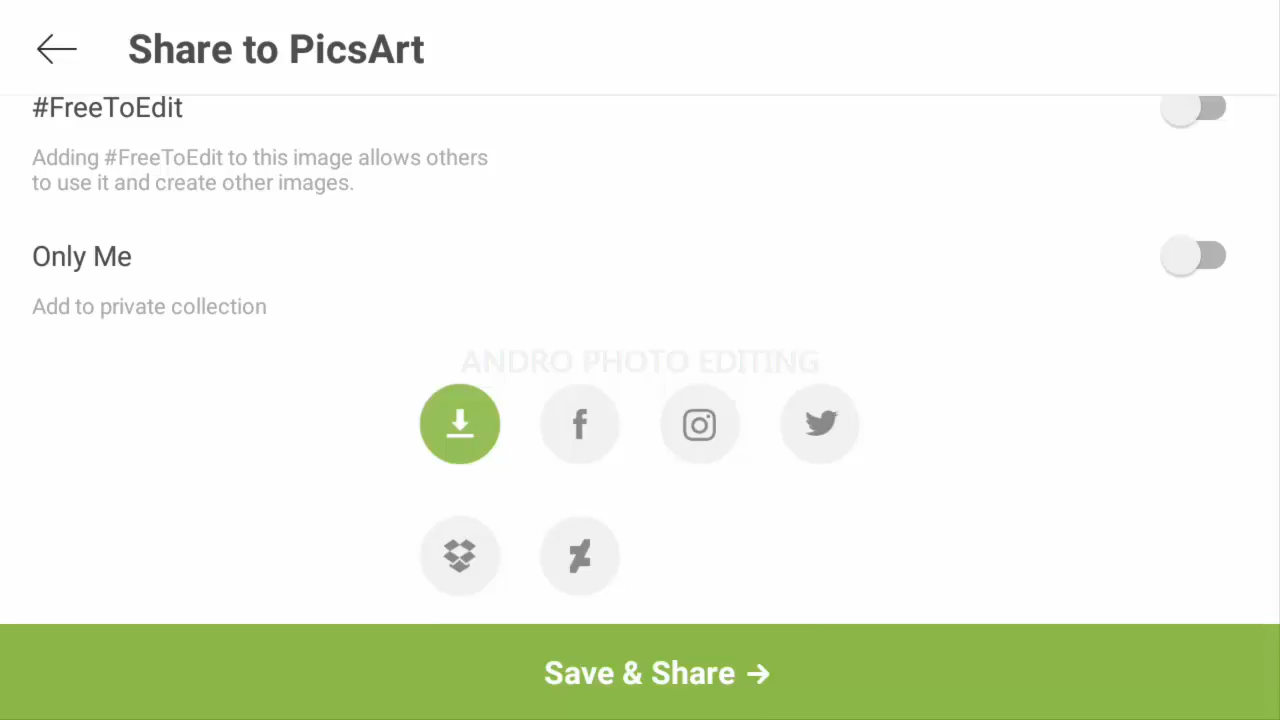 Share to PicsArt
#FreeToEdit
Adding #FreeToEdit to this image allows others
to use it and create other images.
Only Me
Add to private collection
ANDRO PHOTO EDITING
Save & Share →